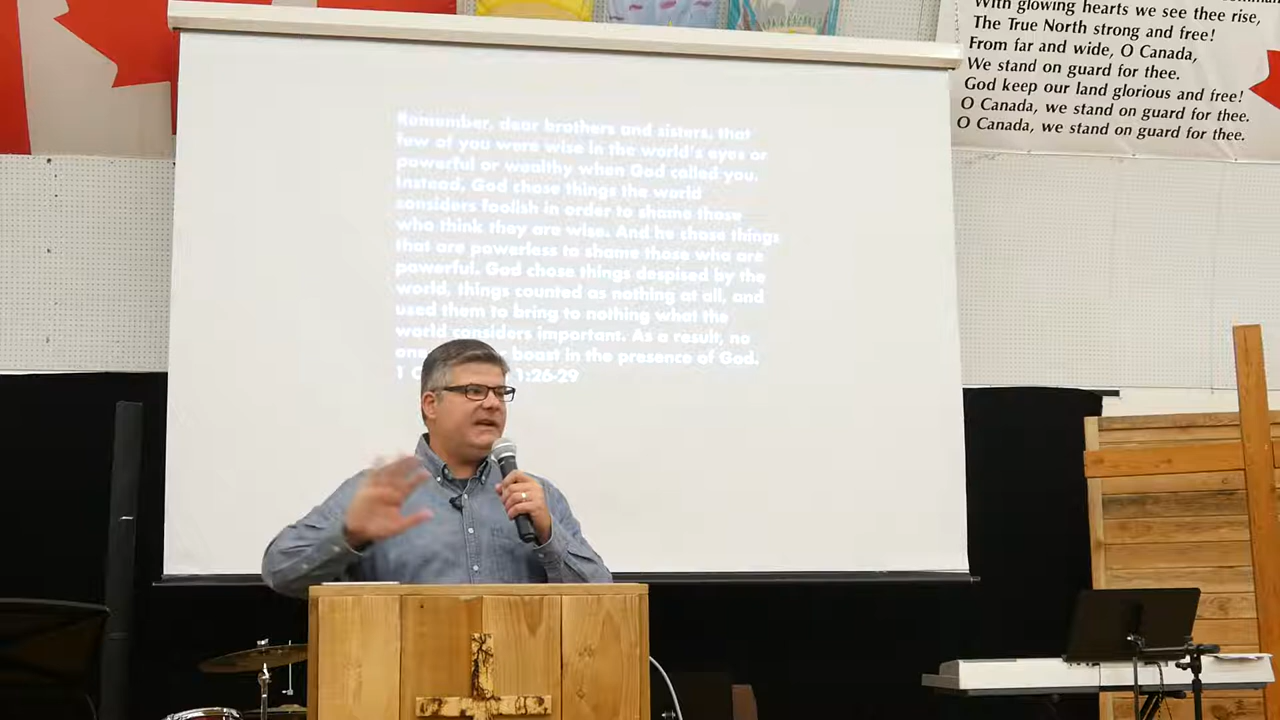 With glowing hearts we see thee rise,
The True North strong and free!
From far and wide, O Canada,
We stand on guard for thee.
God keep our land glorious and free!
O Canada, we stand on guard for thee.
O Canada, we stand on guard for thee.
Remember, dear brothers and sisters, that
few of you were wise in the world's eyes or
powerful or wealthy when God called you.
Instead, God chose things the world
considers foolish in order to shame those
who think they are wise. And he chose things
that are powerless to shame those who are
powerful. God chose things despised by the
world, things counted as nothing at all, and
used them to bring to nothing what the
world considers important. As a result, no
boast in the presence of God.
1 1:26-29